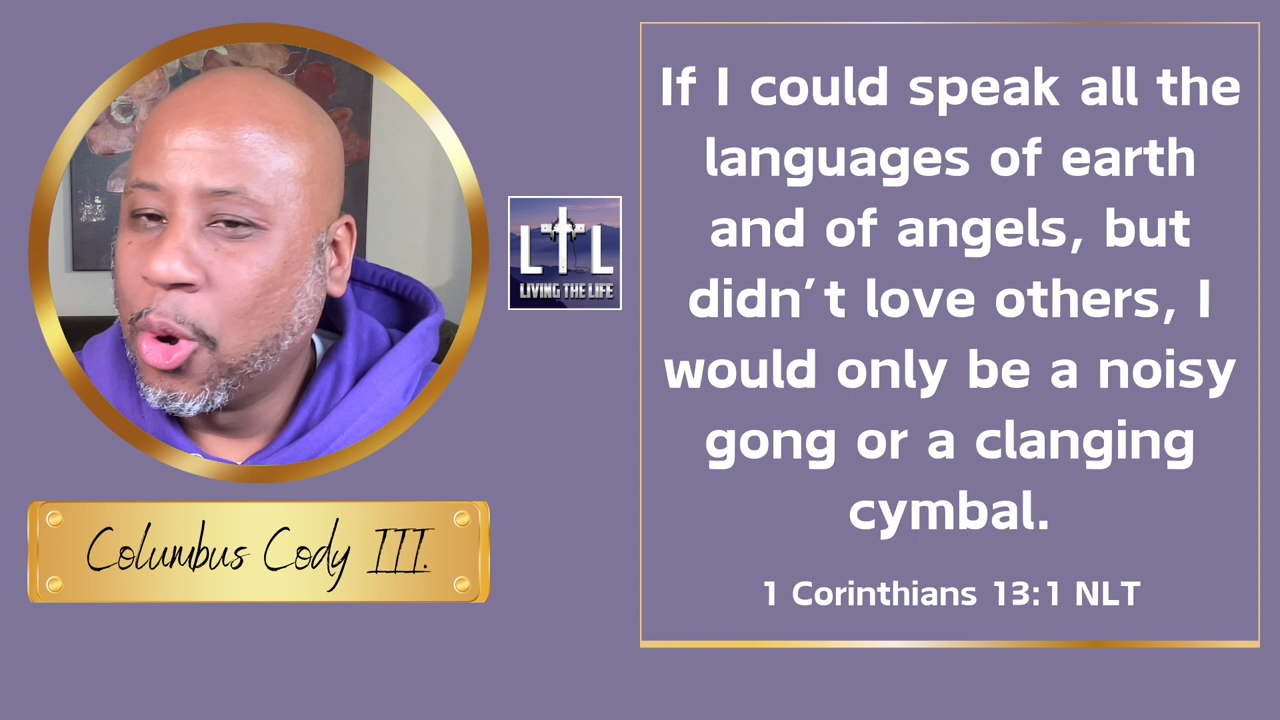 If I could speak all the
languages of earth
and of angels, but
didn't love others, I
would only be a noisy
gong or a clanging
cymbal.
1 Corinthians 13:1 NLT
LTL
LIVING THE LIFE
Columbus Cody III.